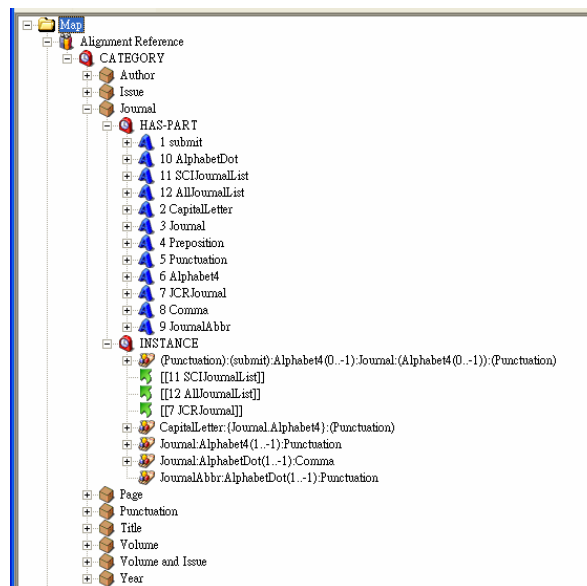 Map
Alignment Reference
CATEGORY
Author
Issue
Journal
HAS-PART
1 submit
10 AlphabetDot
11 SCIJournalList
12 AllJournalList
2 CapitalLetter
3 Journal
4 Preposition
5 Punctuation
6 Alphabet4
7 JCRJournal
8 Comma
9 JournalAbbr
INSTANCE
(Punctuation):(submit):Alphabet4(0..-1):Journal:(Alphabet4(0..-1)):(Punctuation)
[[11 SCIJournalList]]
[[12 AllJournalList]]
[[7 JCRJournal]]
CapitalLetter:{Journal.Alphabet4}:(Punctuation)
Journal:Alphabet4(1..-1):Punctuation
Journal:AlphabetDot(1..-1):Comma
JournalAbbr:AlphabetDot(1..-1):Punctuation
Page
Punctuation
Title
Volume
Volume and Issue
Year